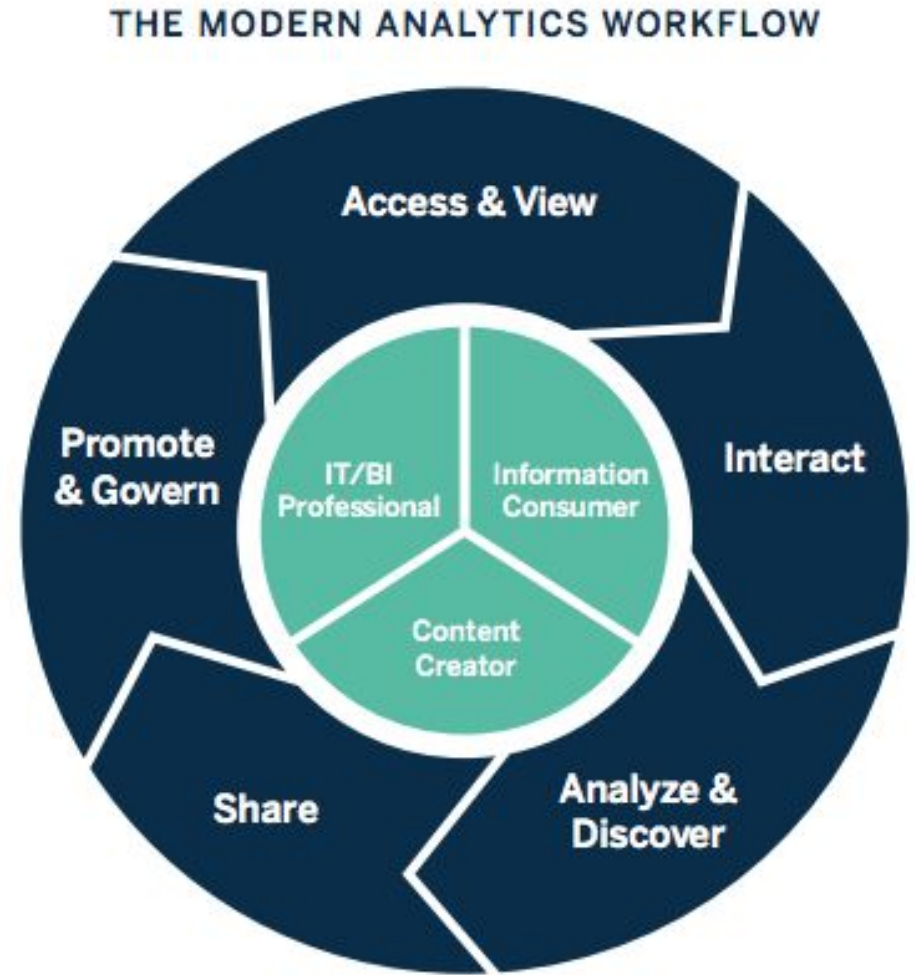 THE MODERN ANALYTICS WORKFLOW
Access & View
Promote
& Govern
Interact
IT/BI
Professional
Information
Consumer
Content
Creator
Share
Analyze &
Discover